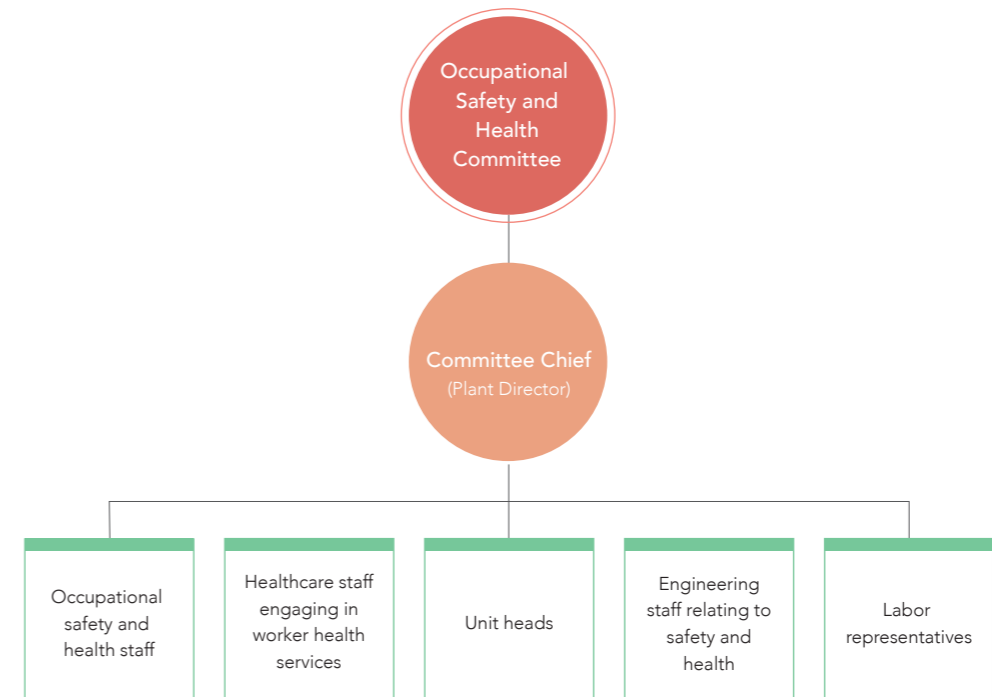 Occupational
Safety and
Health
Committee
Committee Chief
(Plant Director)
Occupational
safety and
health staff
Healthcare staff
engaging in
worker health
services
Unit heads
Engineering
staff relating to
safety and
health
Labor
representatives